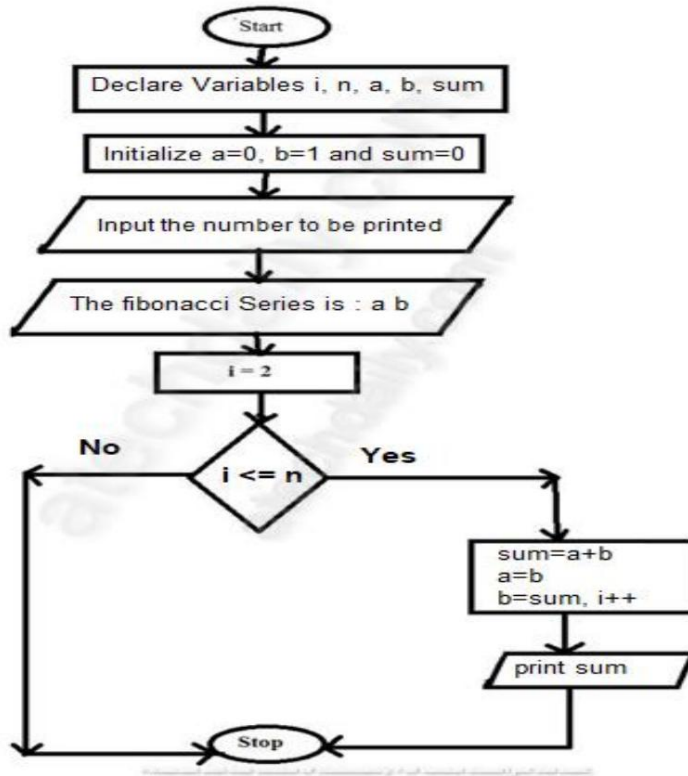 Start
Declare Variables i, n, a, b, sum
Initialize a=0, b=1 and sum=0
Input the number to be printed
The fibonacci Series is : a b
i = 2
i <= n
No
Yes
sum=a+b
a=b
b=sum, i++
print sum
Stop